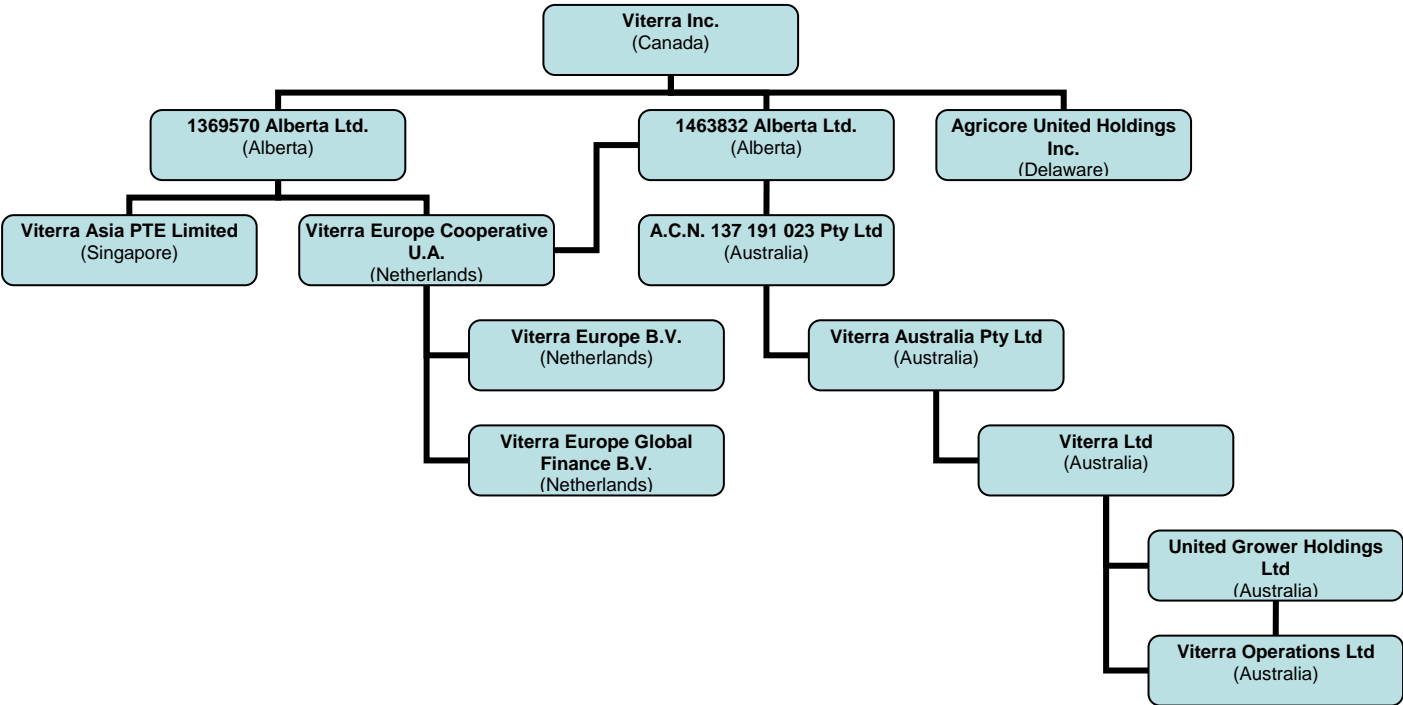 Viterra Inc.
(Canada)
1369570 Alberta Ltd.
(Alberta)
1463832 Alberta Ltd.
(Alberta)
Agricore United Holdings
Inc.
(Delaware)
Viterra Asia PTE Limited
(Singapore)
Viterra Europe Cooperative
U.A.
(Netherlands)
A.C.N. 137 191 023 Pty Ltd
(Australia)
Viterra Europe B.V.
(Netherlands)
Viterra Australia Pty Ltd
(Australia)
Viterra Europe Global
Finance B.V.
(Netherlands)
Viterra Ltd
(Australia)
United Grower Holdings
Ltd
(Australia)
Viterra Operations Ltd
(Australia)